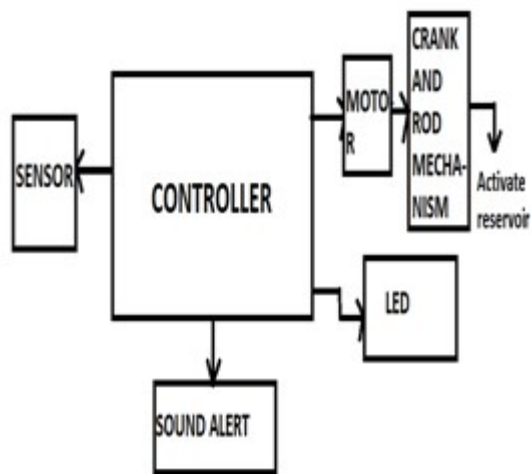 SENSOR
CONTROLLER
MOTO-
R
CRANK
AND
ROD
MECHA-
NISM
Activate
reservoir
LED
SOUND ALERT